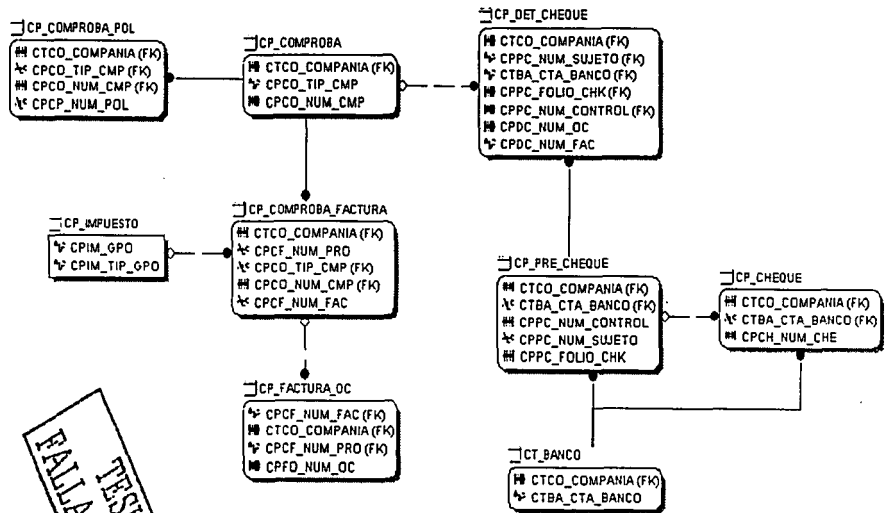 CP_COMPROBA_POL
CTCO_COMPANIA (FK)
CPCO_TIP_CMP (FK)
CPCO_NUM_CMP (FK)
CPCP_NUM_POL
CP_COMPROBA
CTCO_COMPANIA (FK)
CPCO_TIP_CMP
CPCO_NUM_CMP
CP_DET_CHEQUE
CTCO_COMPANIA (FK)
CPPC_NUM_SUJETO (FK)
CTBA_CTA_BANCO (FK)
CPPC_FOLIO_CHK (FK)
CPPC_NUM_CONTROL (FK)
CPDC_NUM_OC
CPDC_NUM_FAC
CP_IMPUESTO
CPIM_GPO
CPIM_TIP_GPO
CP_COMPROBA_FACTURA
CTCO_COMPANIA (FK)
CPCF_NUM_PRO
CPCO_TIP_CMP (FK)
CPCO_NUM_CMP (FK)
CPCF_NUM_FAC
CP_PRE_CHEQUE
CTCO_COMPANIA (FK)
CTBA_CTA_BANCO (FK)
CPPC_NUM_CONTROL
CPPC_NUM_SUJETO
CPPC_FOLIO_CHK
CP_CHEQUE
CTCO_COMPANIA (FK)
CTBA_CTA_BANCO (FK)
CPCH_NUM_CHE
CP_FACTURA_OC
CPCF_NUM_FAC (FK)
CTCO_COMPANIA (FK)
CPCF_NUM_PRO (FK)
CPFO_NUM_OC
CT_BANCO
CTCO_COMPANIA (FK)
CTBA_CTA_BANCO